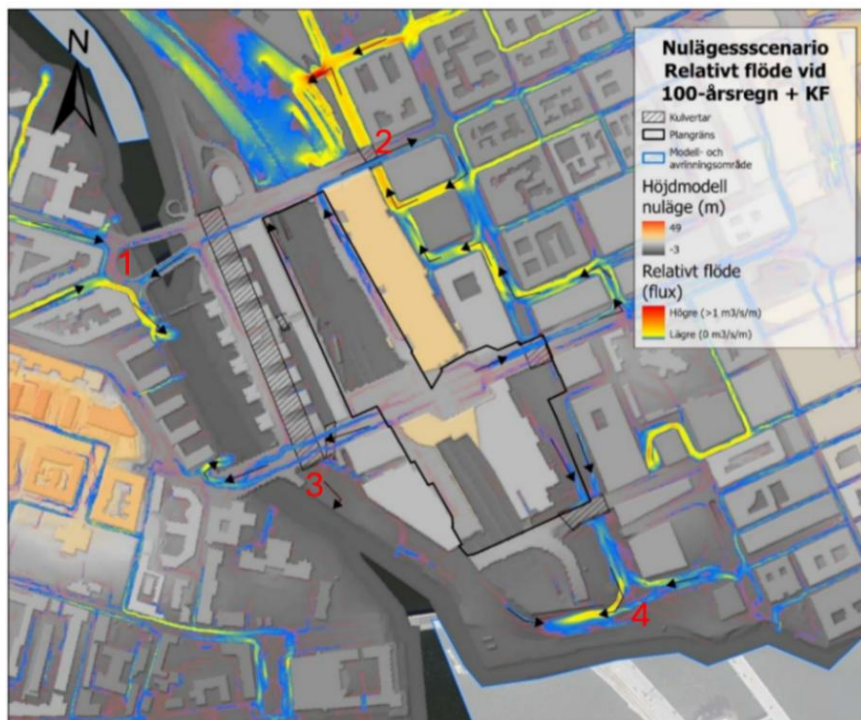 N
Nulägessscenario
Relativt flöde vid
100-årsregn + KF
Kulvertar
Plangräns
Modell- och
avrinningsområde
Höjdmodell
nuläge (m)
49
-3
Relativt flöde
(flux)
Högre (>1 m3/s/m)
Lägre (0 m3/s/m)
2
1
3
4